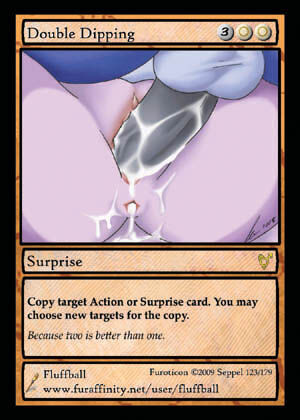 Double Dipping
3
Surprise
Copy target Action or Surprise card. You may
choose new targets for the copy.
Because two is better than one.
Fluffball
Furoticon ©2009 Seppel 123/179
www.furaffinity.net/user/fluffball